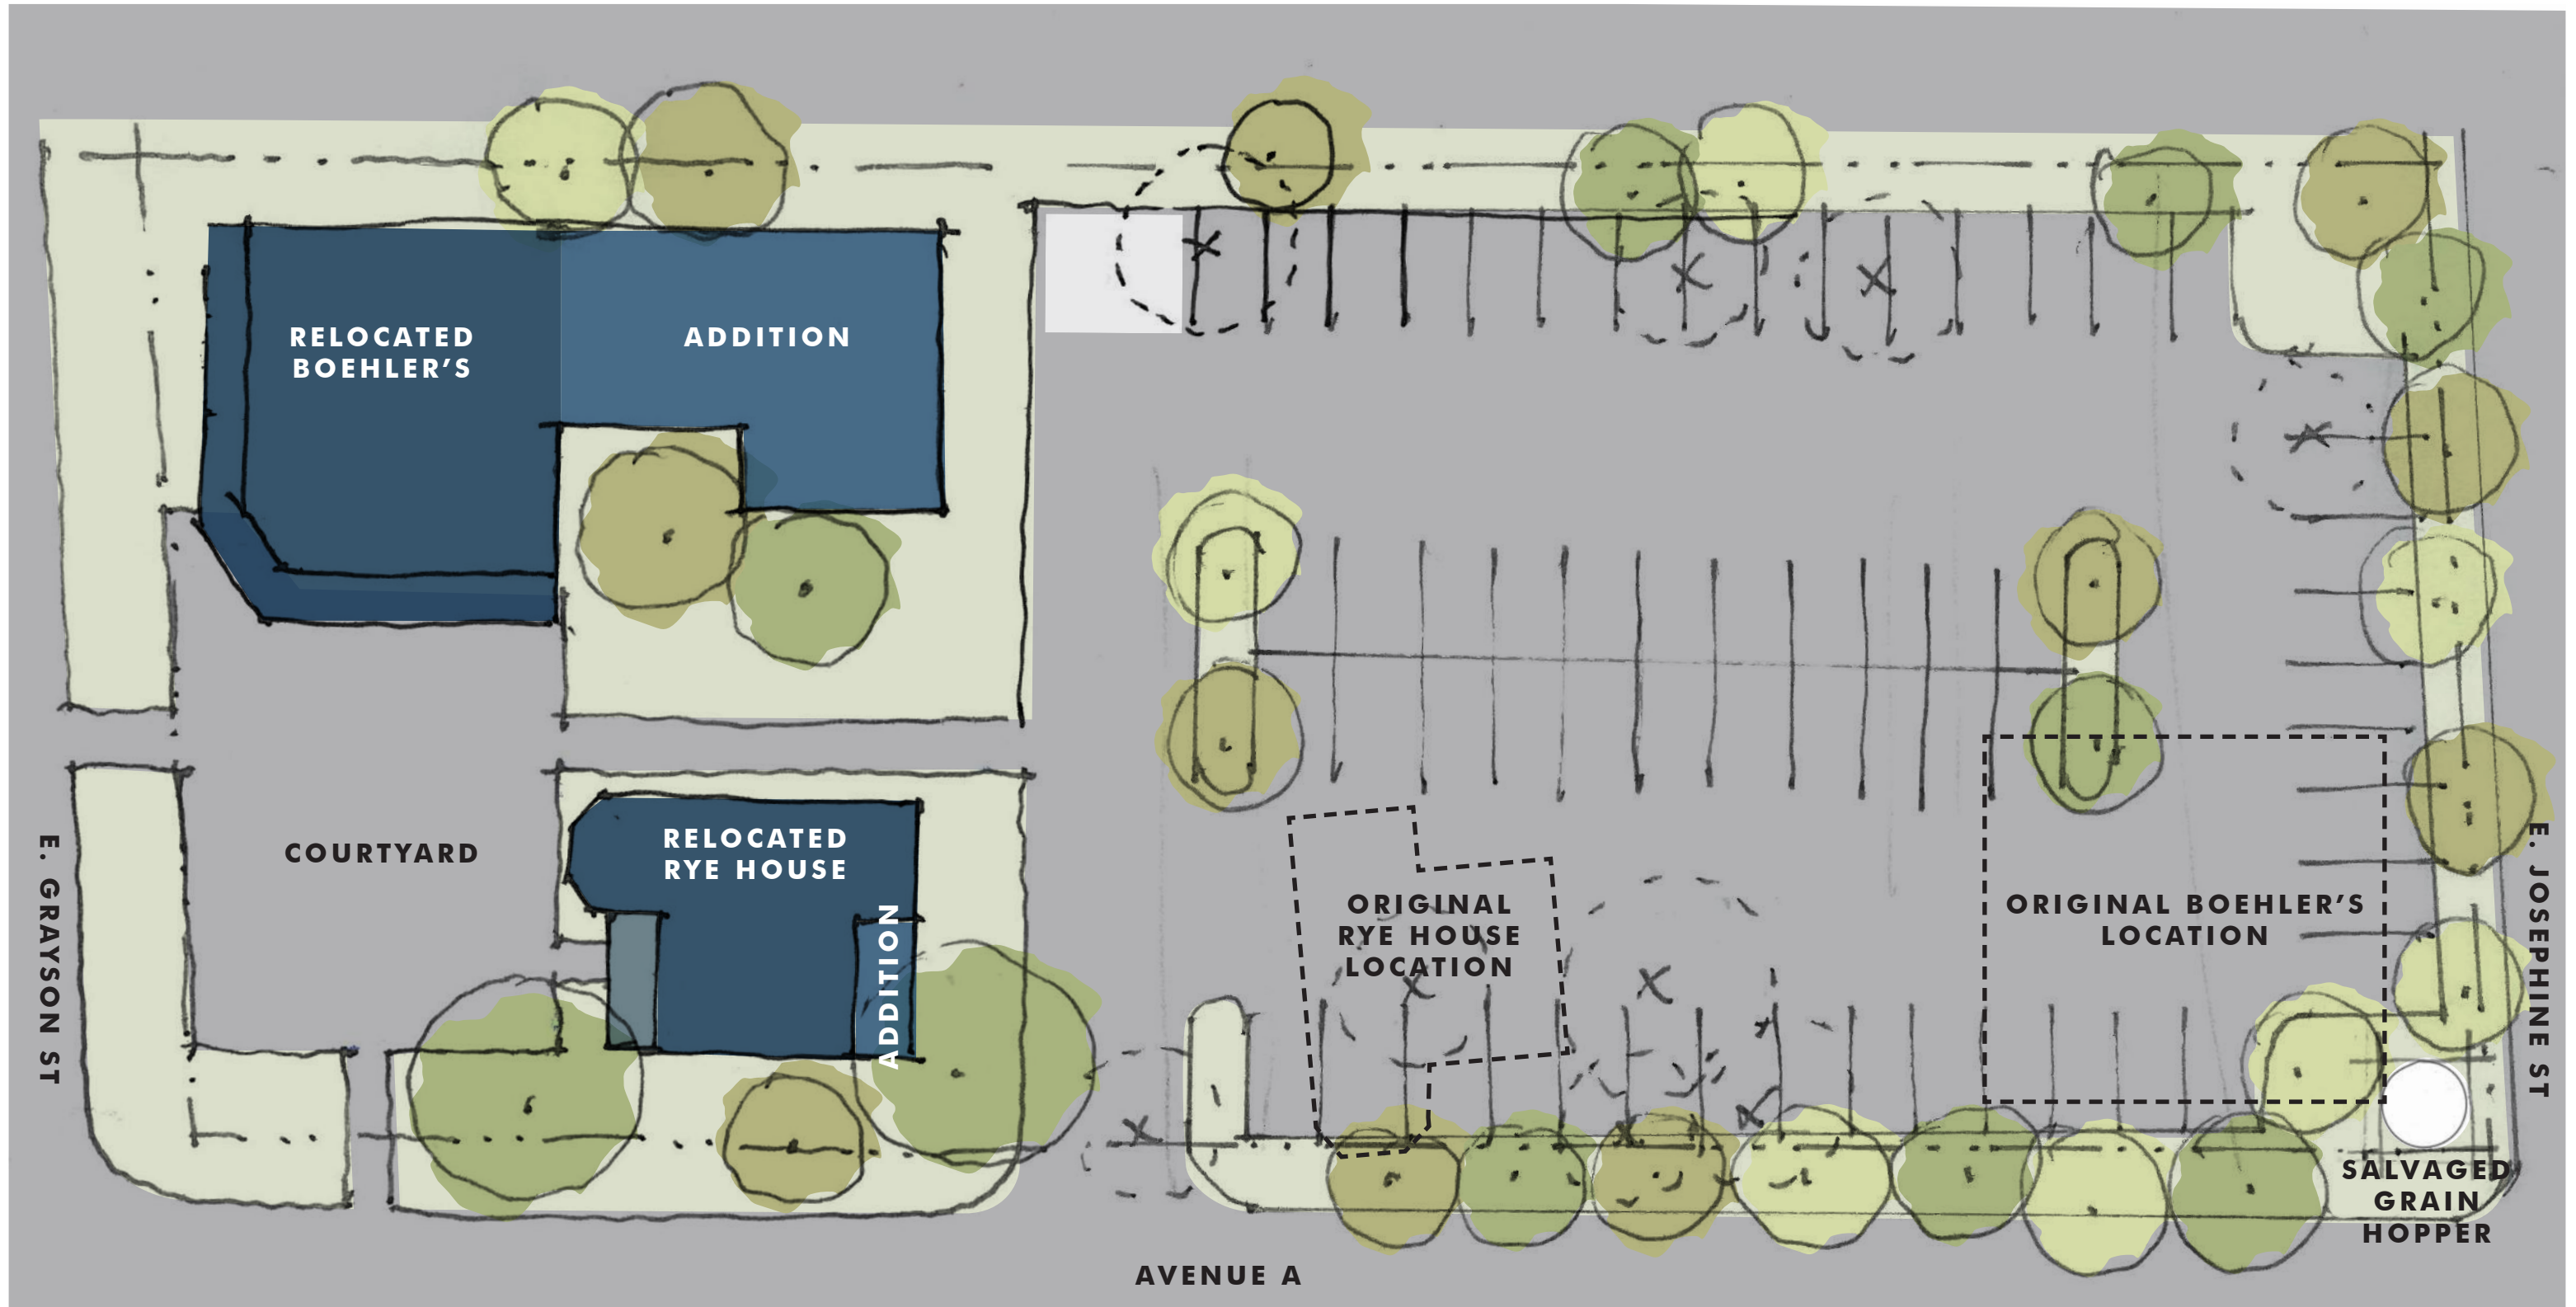 RELOCATED
BOEHLER'S
ADDITION
COURTYARD
RELOCATED
RYE HOUSE
ADDITION
E. GRAYSON ST
ORIGINAL
RYE HOUSE
LOCATION
ORIGINAL BOEHLER'S
LOCATION
E. JOSEPHINE ST
SALVAGED
GRAIN
HOPPER
AVENUE A